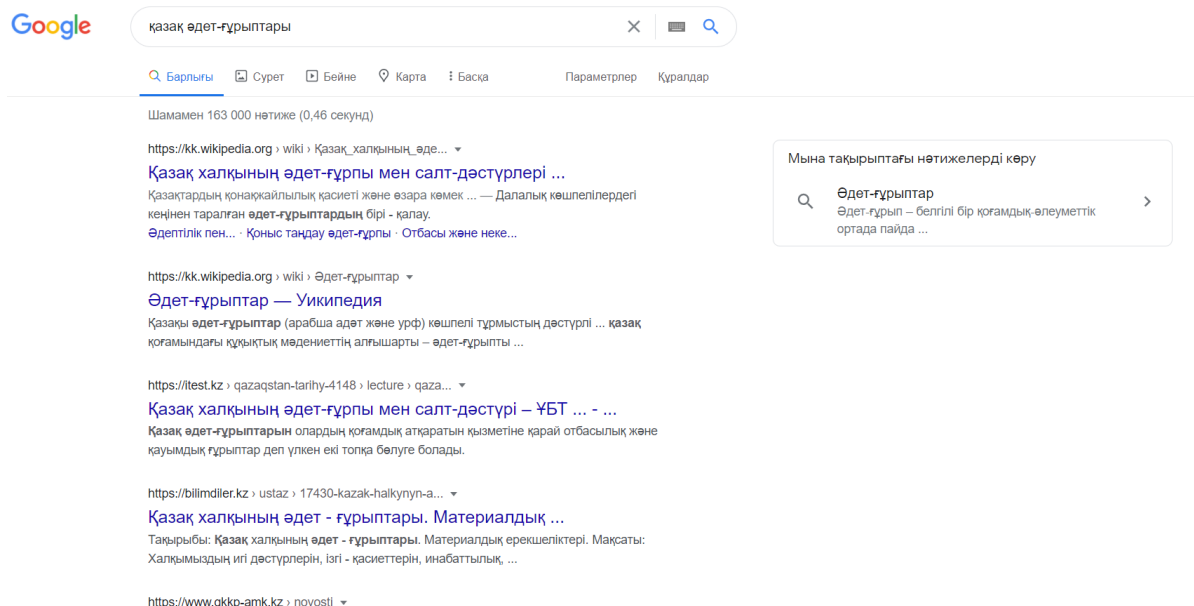 Google
қазақ әдет-ғұрыптары
Барлығы Сурет Бейне Карта Басқа Параметрлер Құралдар
Шамамен 163 000 нәтиже (0,46 секунд)
https://kk.wikipedia.org › wiki › Қазақ_халқының_әде...
Қазақ халқының әдет-ғұрпы мен салт-дәстүрлері ...
Қазақтардың қонақжайлылық қасиеті және өзара көмек ... — Далалық көшпелілердегі
кеңінен таралған әдет-ғұрыптардың бірі - қалау.
Әдептілік пен... · Қоныс таңдау әдет-ғұрпы · Отбасы және неке...
https://kk.wikipedia.org › wiki › Әдет-ғұрыптар
Әдет-ғұрыптар — Уикипедия
Қазақы әдет-ғұрыптар (арабша адәт және урф) көшпелі тұрмыстың дәстүрлі ... қазақ
қоғамындағы құқықтық мәдениеттің алғышарты – әдет-ғұрыпты ...
https://itest.kz › qazaqstan-tarihy-4148 › lecture › qaza...
Қазақ халқының әдет-ғұрпы мен салт-дәстүрі – ҰБТ ... - ...
Қазақ әдет-ғұрыптарын олардың қоғамдық атқаратын қызметіне қарай отбасылық және
қауымдық ғұрыптар деп үлкен екі топқа бөлуге болады.
https://bilimdiler.kz › ustaz › 17430-kazak-halkynyn-a...
Қазақ халқының әдет - ғұрыптары. Материалдық ...
Тақырыбы: Қазақ халқының әдет - ғұрыптары. Материалдық ерекшеліктері. Мақсаты:
Халқымыздың игі дәстүрлерін, ізгі - қасиеттерін, инабаттылық, ...
https://www.gkkp-amk.kz › novosti
Мына тақырыптағы нәтижелерді көру
Әдет-ғұрыптар
Әдет-ғұрып – белгілі бір қоғамдық-әлеуметтік
ортада пайда ...